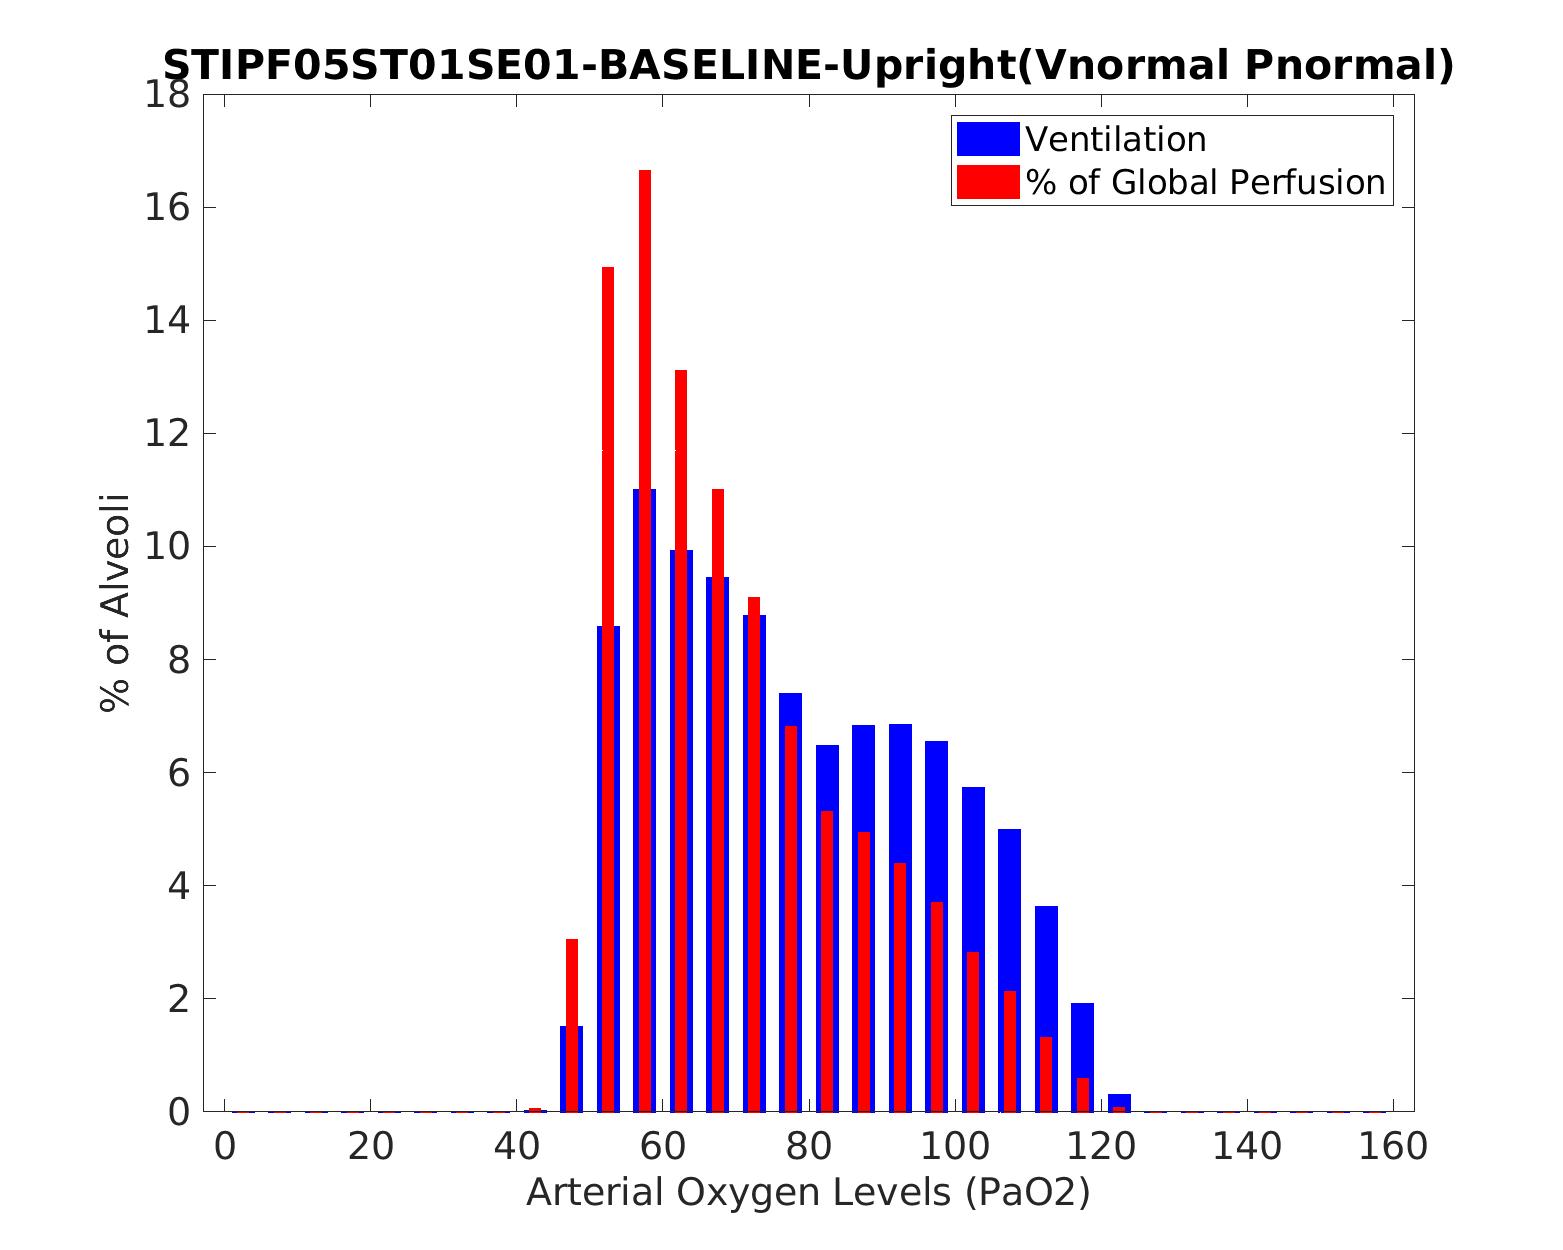 STIPF05ST01SE01-BASELINE-Upright(Vnormal Pnormal)
Ventilation
% of Global Perfusion
18
16
14
12
10
8
6
4
2
0
% of Alveoli
0 20 40 60 80 100 120 140 160
Arterial Oxygen Levels (PaO2)